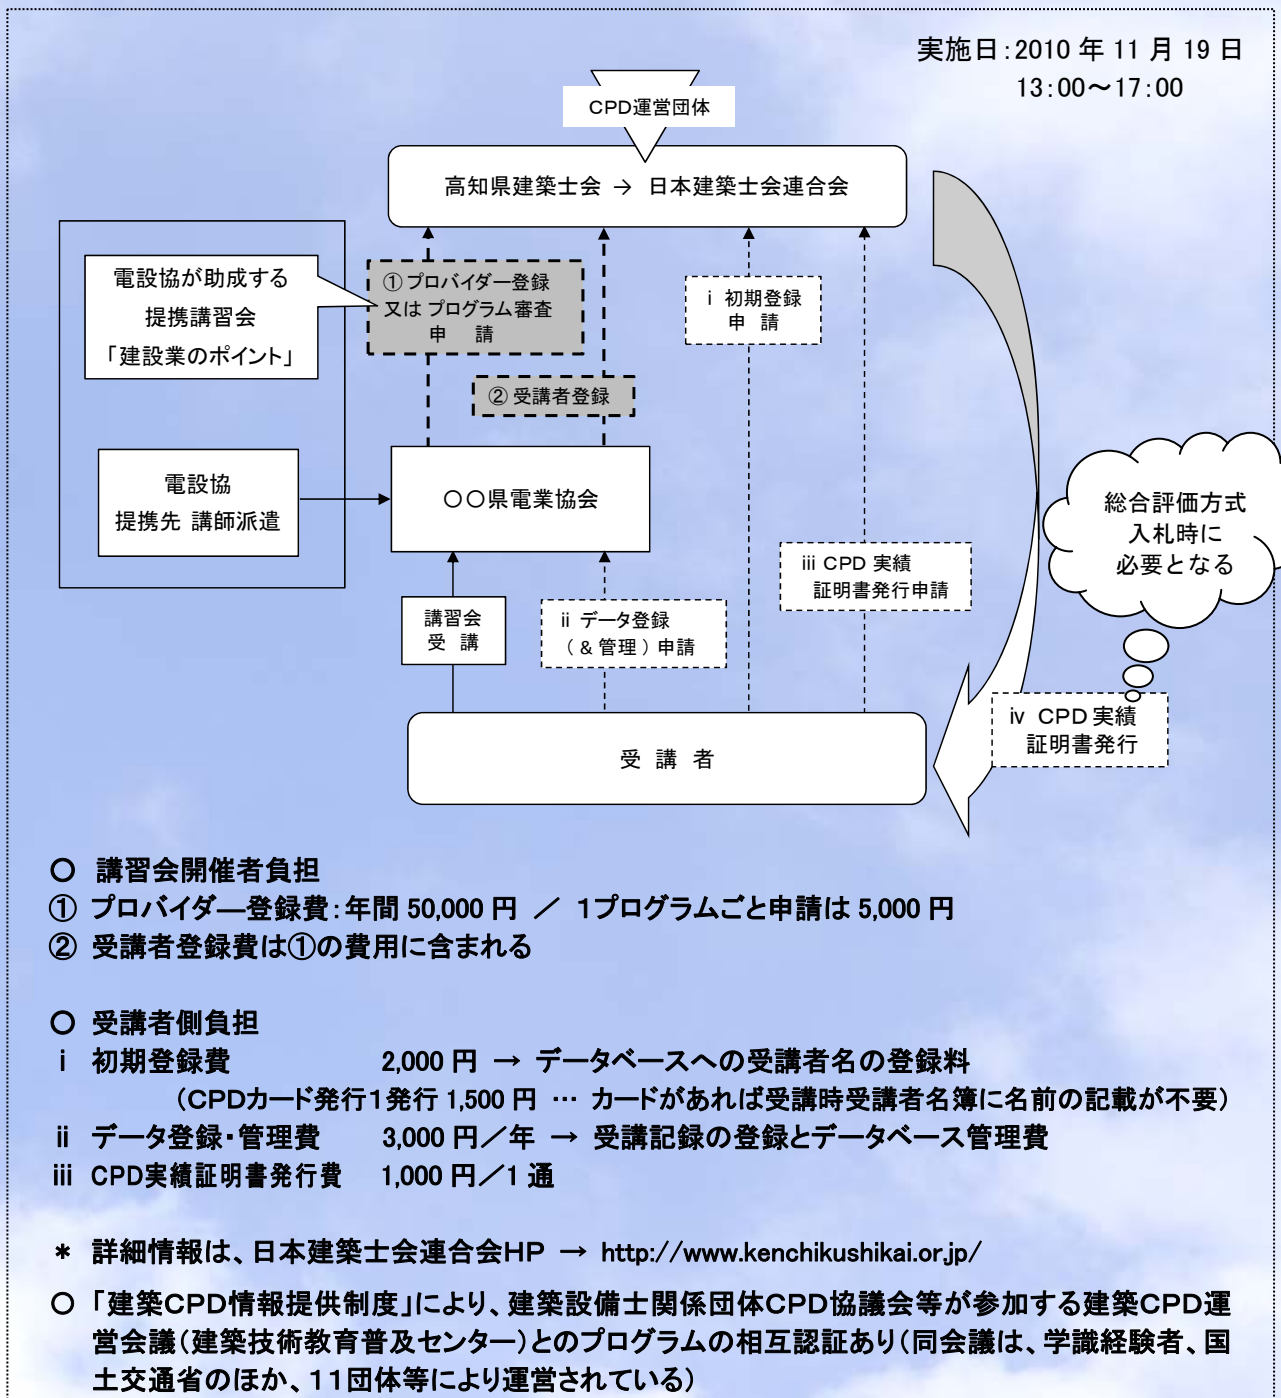 実施日：2010 年 11 月 19 日
13：00～17：00
CPD運営団体
高知県建築士会 → 日本建築士会連合会
電設協が助成する
提携講習会
「建設業のポイント」
① プロバイダー登録
又は プログラム審査
申　請
② 受講者登録
ⅰ 初期登録
申　請
電設協
提携先 講師派遣
〇〇県電業協会
総合評価方式
入札時に
必要となる
ⅲ CPD 実績
証明書発行申請
講習会
受　講
ⅱ データ登録
（ & 管理 ）申請
ⅳ CPD 実績
証明書発行
受　講　者
〇 講習会開催者負担
① プロバイダ―登録費：年間 50,000 円 ／ 1プログラムごと申請は 5,000 円
② 受講者登録費は①の費用に含まれる
〇 受講者側負担
ⅰ 初期登録費　2,000 円 → データベースへの受講者名の登録料
（CPDカード発行１発行 1,500 円 … カードがあれば受講時受講者名簿に名前の記載が不要）
ⅱ データ登録・管理費　3,000 円／年 → 受講記録の登録とデータベース管理費
ⅲ CPD実績証明書発行費　1,000 円／1 通
* 詳細情報は、日本建築士会連合会HP → http://www.kenchikushikai.or.jp/
〇 「建築CPD情報提供制度」により、建築設備士関係団体CPD協議会等が参加する建築CPD運
営会議（建築技術教育普及センター）とのプログラムの相互認証あり（同会議は、学識経験者、国
土交通省のほか、１１団体等により運営されている）